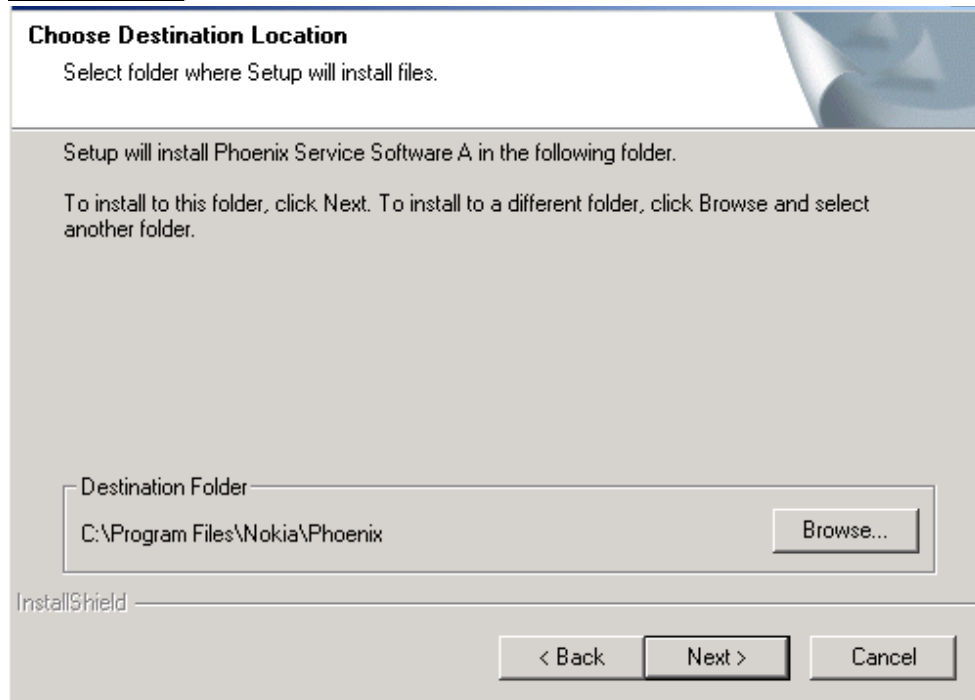 Choose Destination Location
Select folder where Setup will install files.
Setup will install Phoenix Service Software A in the following folder.
To install to this folder, click Next. To install to a different folder, click Browse and select
another folder.
Destination Folder
C:\Program Files\Nokia\Phoenix
Browse...
InstallShield
< Back
Next >
Cancel